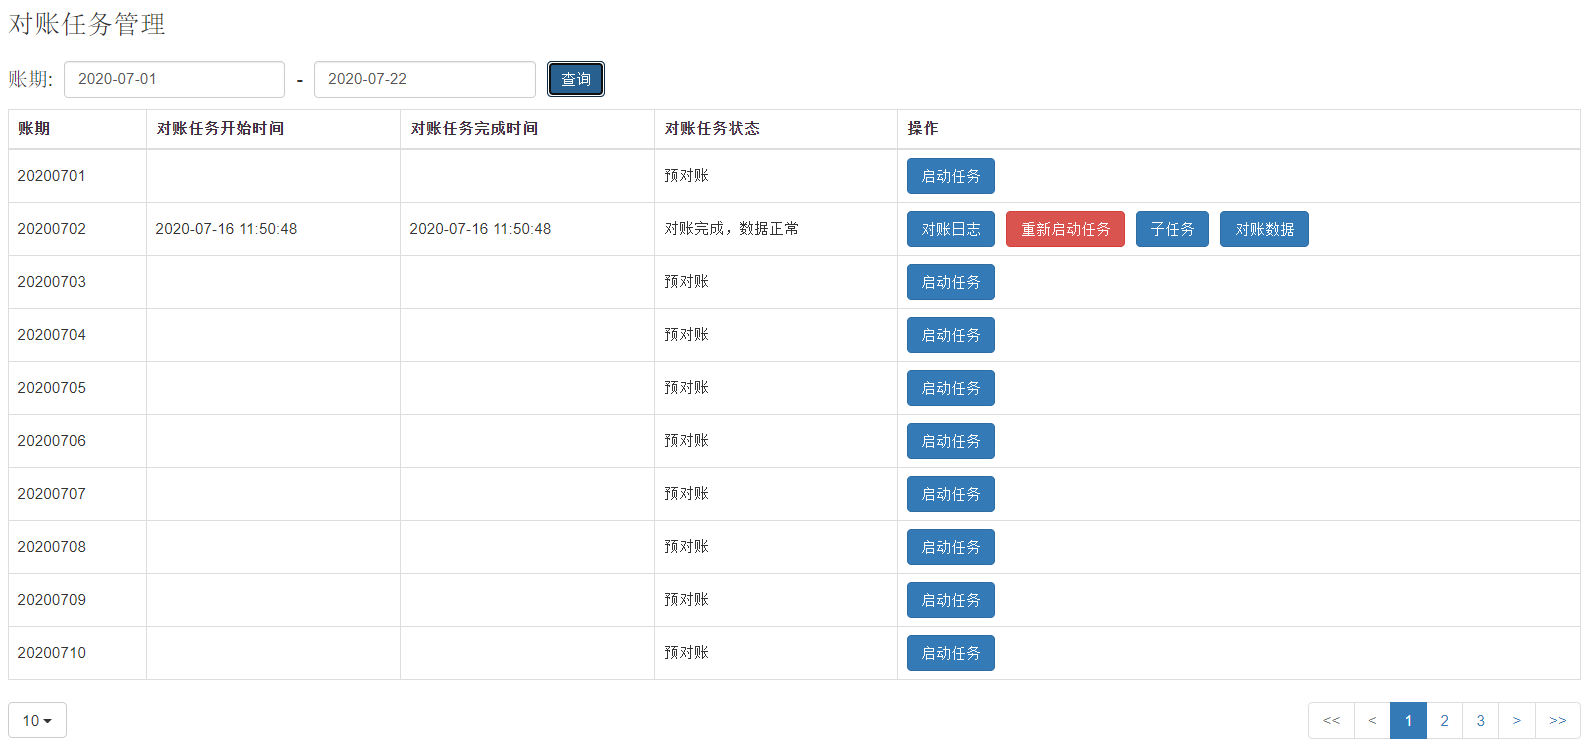 对账任务管理
账期: 2020-07-01 - 2020-07-22 查询
账期 对账任务开始时间 对账任务完成时间 对账任务状态 操作
20200701 预对账 启动任务
20200702 2020-07-16 11:50:48 2020-07-16 11:50:48 对账完成，数据正常 对账日志 重新启动任务 子任务 对账数据
20200703 预对账 启动任务
20200704 预对账 启动任务
20200705 预对账 启动任务
20200706 预对账 启动任务
20200707 预对账 启动任务
20200708 预对账 启动任务
20200709 预对账 启动任务
20200710 预对账 启动任务
10 << < 1 2 3 > >>